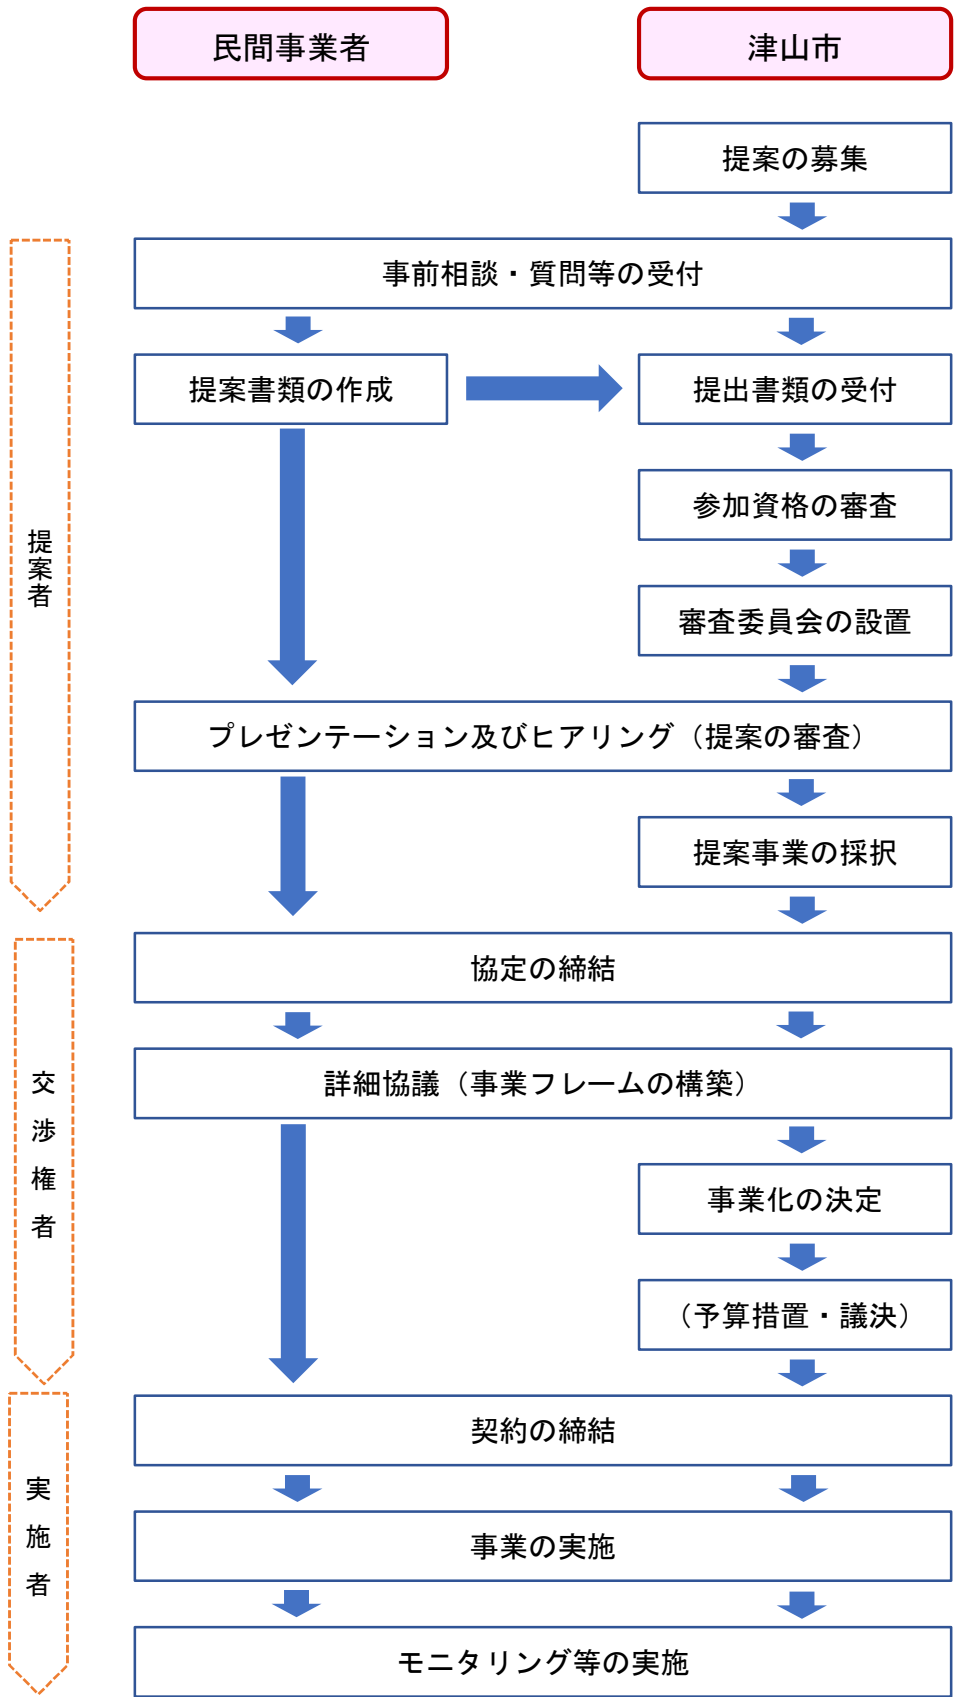 民間事業者
津山市
提案の募集
事前相談・質問等の受付
提案書類の作成
提出書類の受付
参加資格の審査
提案者
審査委員会の設置
プレゼンテーション及びヒアリング（提案の審査）
提案事業の採択
協定の締結
詳細協議（事業フレームの構築）
交渉権者
事業化の決定
（予算措置・議決）
契約の締結
実施者
事業の実施
モニタリング等の実施